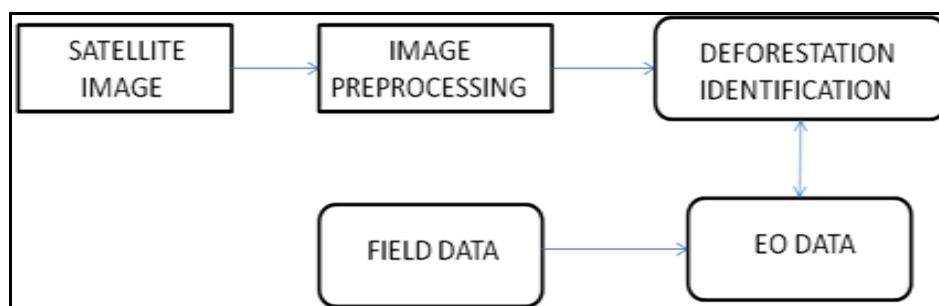 SATELLITE
IMAGE
IMAGE
PREPROCESSING
DEFORESTATION
IDENTIFICATION
FIELD DATA
EO DATA